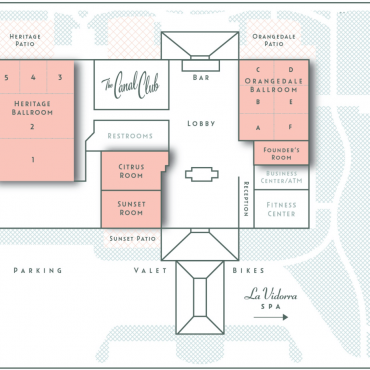 Heritage
Patio
Orangedale
Patio
5 4 3
Heritage
Ballroom
2
1
The Canal Club
Bar
C D
Orangedale
Ballroom
B E
A F
Restrooms
Lobby
Founder's
Room
Citrus
Room
Business
Center/ATM
Sunset
Room
Reception
Fitness
Center
Sunset Patio
Parking Valet Bikes
La Vidorra
SPA